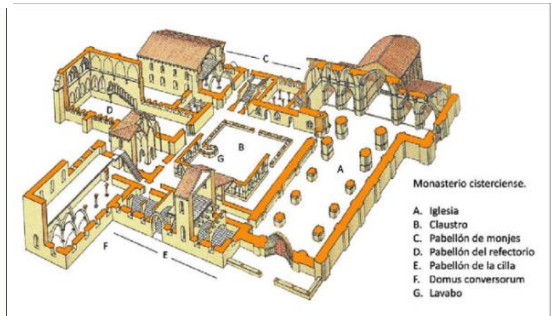 C
D
B
G
A
F
E
Monasterio cisterciense.
A. Iglesia
B. Claustro
C. Pabellón de monjes
D. Pabellón del refectorio
E. Pabellón de la cilla
F. Domus conversorum
G. Lavabo